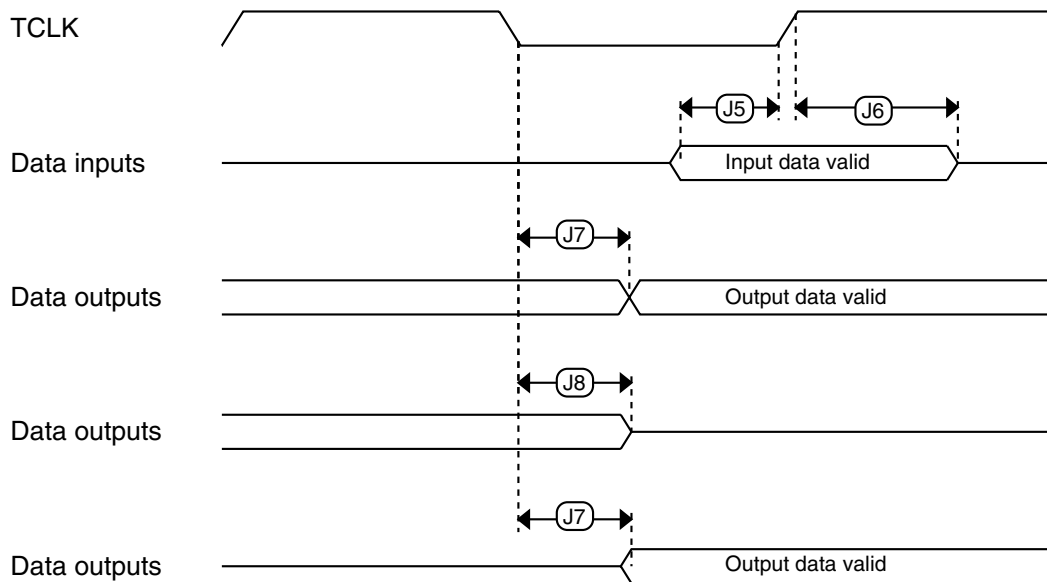 TCLK
J5
J6
Data inputs
Input data valid
J7
Data outputs
Output data valid
J8
Data outputs
J7
Data outputs
Output data valid